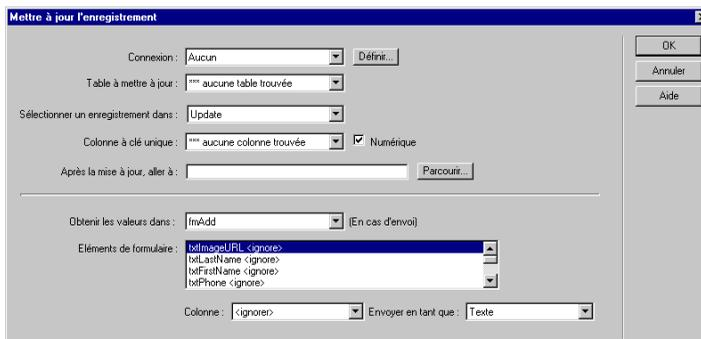 Mettre à jour l'enregistrement
OK
Connexion : Aucun Définir...
Annuler
Table à mettre à jour : *** aucune table trouvée
Aide
Sélectionner un enregistrement dans : Update
Colonne à clé unique : *** aucune colonne trouvée Numérique
Après la mise à jour, aller à : Parcourir...
Obtenir les valeurs dans : fmAdd (En cas d'envoi)
Eléments de formulaire : txtImageURL <ignore>
txtLastName <ignore>
txtFirstName <ignore>
txtPhone <ignore>
Colonne : <ignorer> Envoyer en tant que : Texte